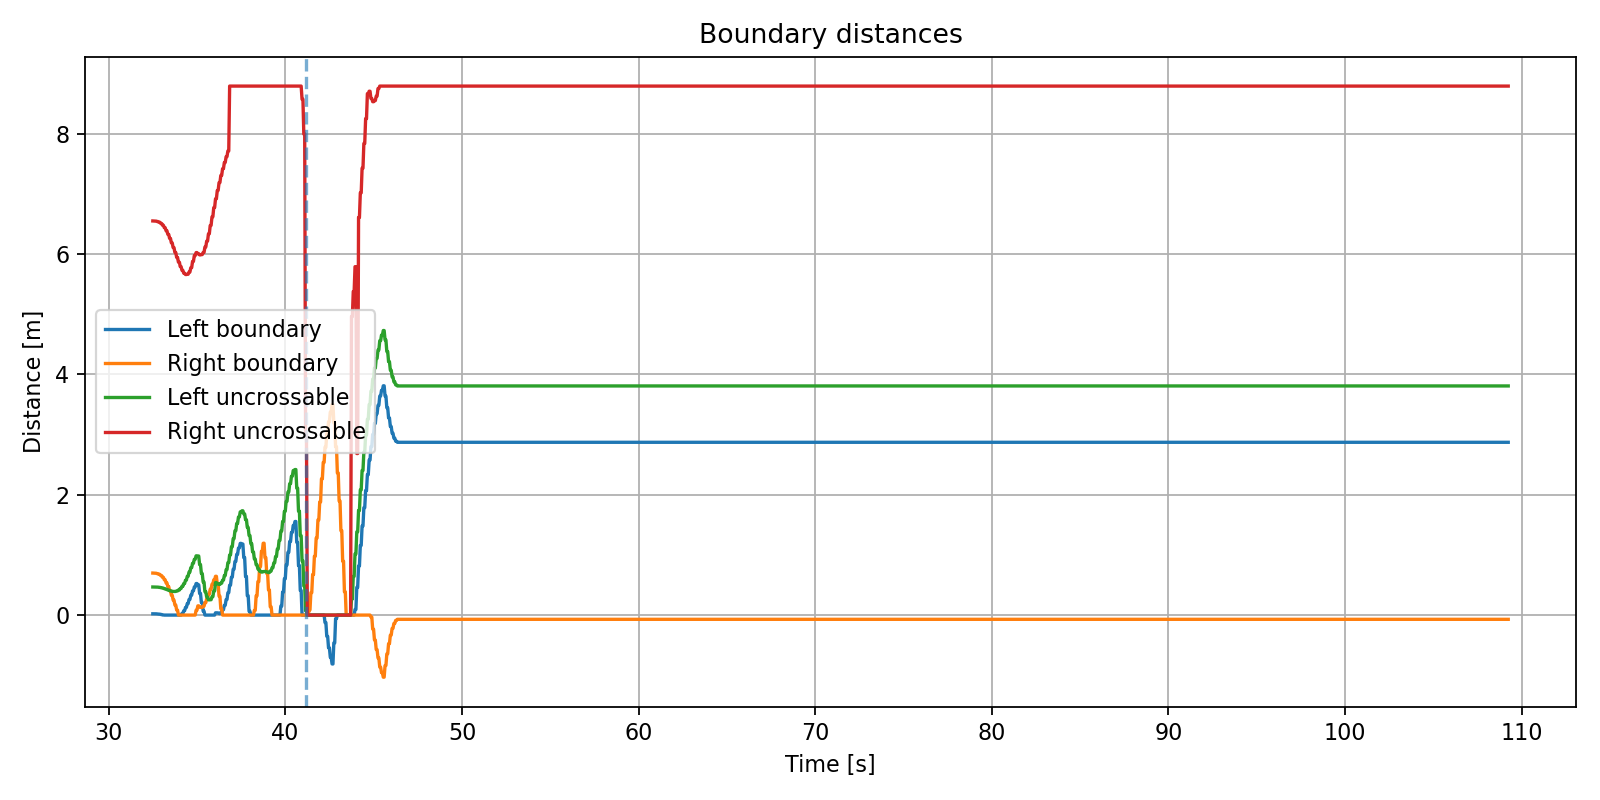 Boundary distances
Distance [m]
8
6
4
2
0
Left boundary
Right boundary
Left uncrossable
Right uncrossable
30 40 50 60 70 80 90 100 110
Time [s]